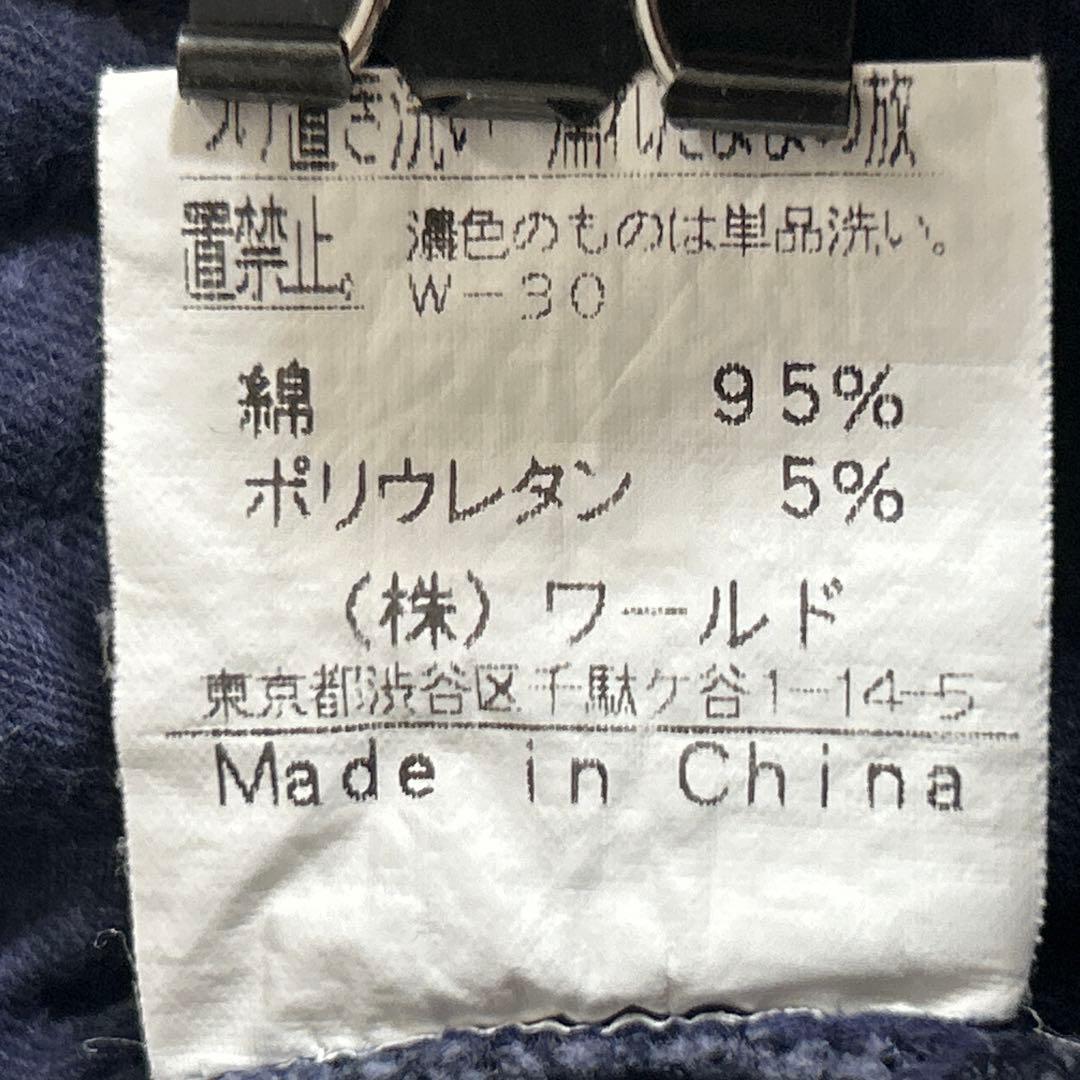 置禁止。 濃色のものは単品洗い。
W－30
綿 95%
ポリウレタン 5%
（株）ワールド
東京都渋谷区千駄ケ谷1－14－5
Made in China